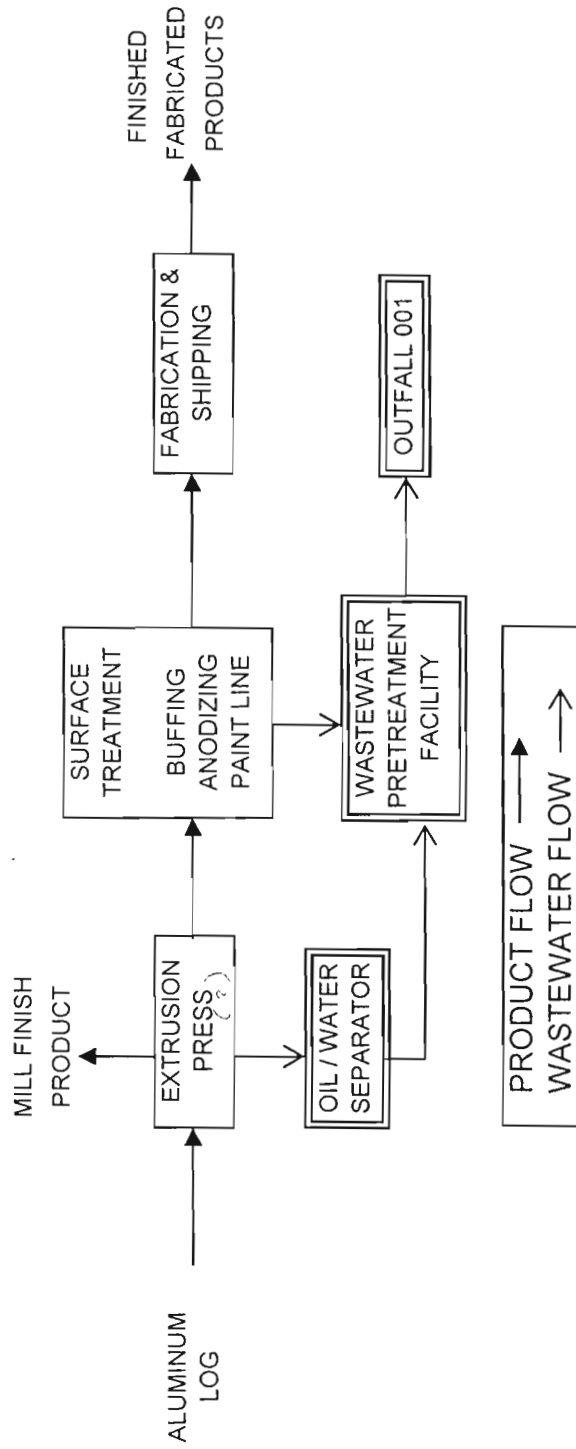 MILL FINISH
PRODUCT
ALUMINUM
LOG
EXTRUSION
PRESS
SURFACE
TREATMENT
BUFFING
ANODIZING
PAINT LINE
FABRICATION &
SHIPPING
FINISHED
FABRICATED
PRODUCTS
OIL / WATER
SEPARATOR
WASTEWATER
PRETREATMENT
FACILITY
OUTFALL 001
PRODUCT FLOW
WASTEWATER FLOW